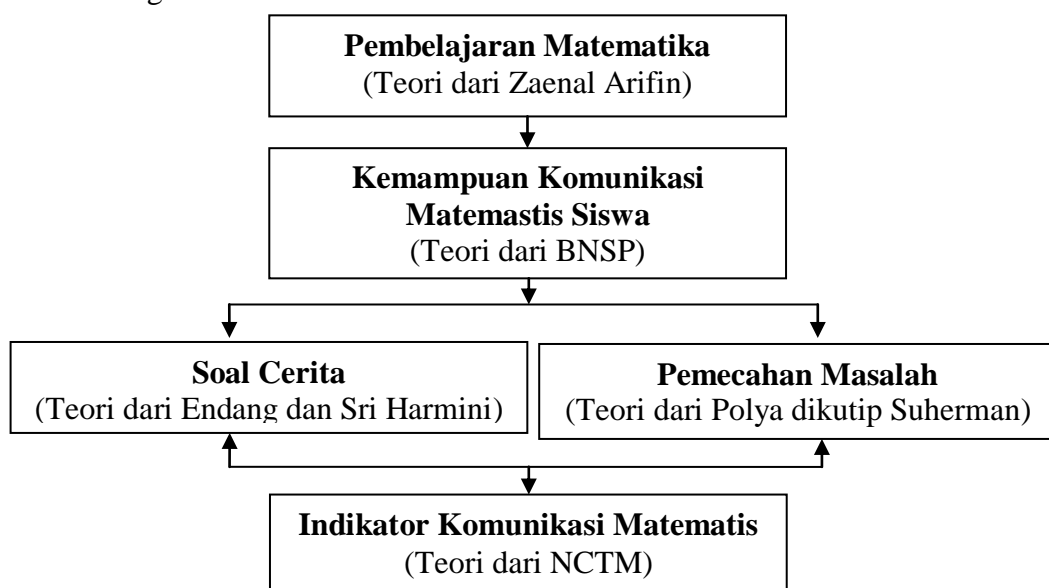 Pembelajaran Matematika
(Teori dari Zaenal Arifin)
Kemampuan Komunikasi
Matemastis Siswa
(Teori dari BNSP)
Soal Cerita
(Teori dari Endang dan Sri Harmini)
Pemecahan Masalah
(Teori dari Polya dikutip Suherman)
Indikator Komunikasi Matematis
(Teori dari NCTM)